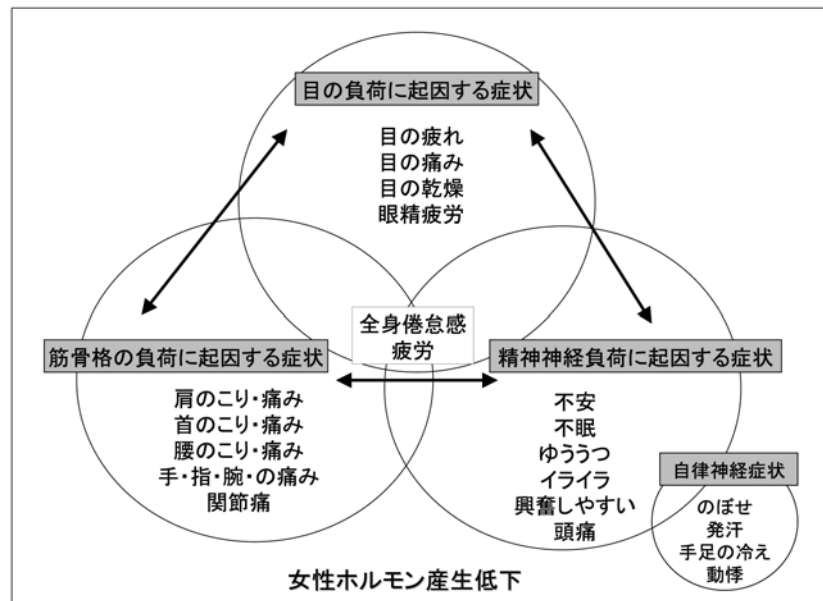 目の負荷に起因する症状
目の疲れ
目の痛み
目の乾燥
眼精疲労
全身倦怠感
疲労
筋骨格の負荷に起因する症状
肩のこり・痛み
首のこり・痛み
腰のこり・痛み
手・指・腕・の痛み
関節痛
精神神経負荷に起因する症状
不安
不眠
ゆううつ
イライラ
興奮しやすい
頭痛
自律神経症状
のぼせ
発汗
手足の冷え
動悸
女性ホルモン産生低下